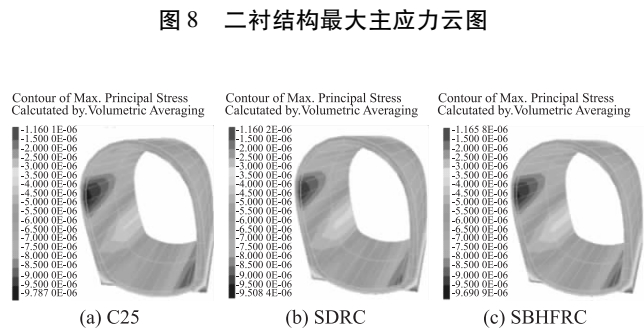 图 8 二衬结构最大主应力云图
Contour of Max. Principal Stress
Calcutated by.Volumetric Averaging
-1.160 1E-06
-1.500 0E-06
-2.000 0E-06
-2.500 0E-06
-3.000 0E-06
-3.500 0E-06
-4.000 0E-06
-4.500 0E-06
-5.000 0E-06
-5.500 0E-06
-6.000 0E-06
-6.500 0E-06
-7.000 0E-06
-7.500 0E-06
-8.000 0E-06
-8.500 0E-06
-9.000 0E-06
-9.500 0E-06
-9.787 0E-06
(a) C25
Contour of Max. Principal Stress
Calcutated by.Volumetric Averaging
-1.160 2E-06
-1.500 0E-06
-2.000 0E-06
-2.500 0E-06
-3.000 0E-06
-3.500 0E-06
-4.000 0E-06
-4.500 0E-06
-5.000 0E-06
-5.500 0E-06
-6.000 0E-06
-6.500 0E-06
-7.000 0E-06
-7.500 0E-06
-8.000 0E-06
-8.500 0E-06
-9.000 0E-06
-9.500 0E-06
-9.508 4E-06
(b) SDRC
Contour of Max. Principal Stress
Calcutated by.Volumetric Averaging
-1.165 8E-06
-1.500 0E-06
-2.000 0E-06
-2.500 0E-06
-3.000 0E-06
-3.500 0E-06
-4.000 0E-06
-4.500 0E-06
-5.000 0E-06
-5.500 0E-06
-6.000 0E-06
-6.500 0E-06
-7.000 0E-06
-7.500 0E-06
-8.000 0E-06
-8.500 0E-06
-9.000 0E-06
-9.500 0E-06
-9.690 9E-06
(c) SBHFRC